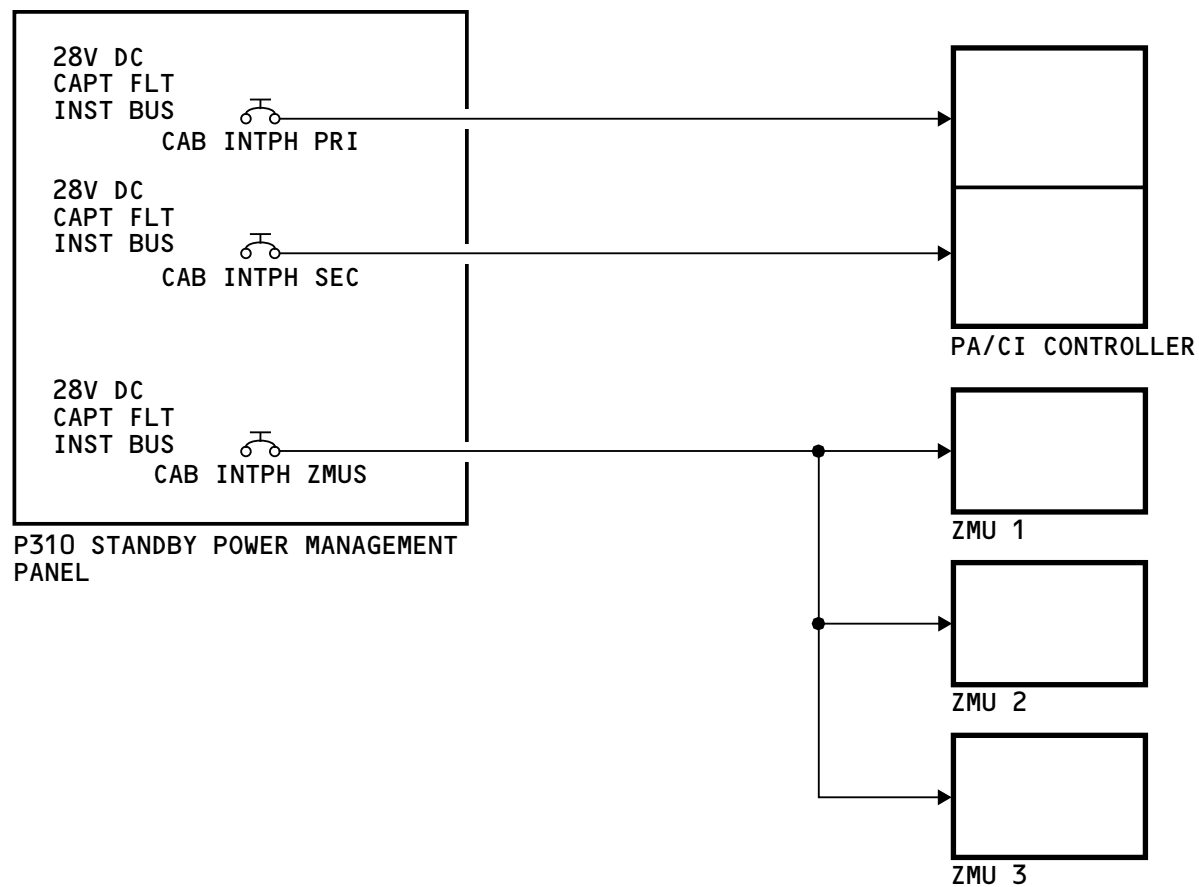 28V DC
CAPT FLT
INST BUS
CAB INTPH PRI
28V DC
CAPT FLT
INST BUS
CAB INTPH SEC
PA/CI CONTROLLER
28V DC
CAPT FLT
INST BUS
CAB INTPH ZMUS
P310 STANDBY POWER MANAGEMENT
PANEL
ZMU 1
ZMU 2
ZMU 3